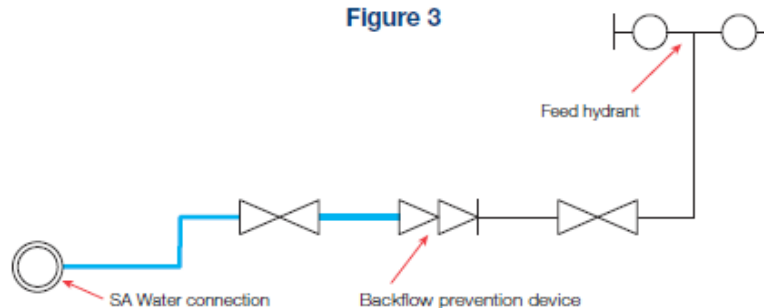 Figure 3
Feed hydrant
SA Water connection
Backflow prevention device